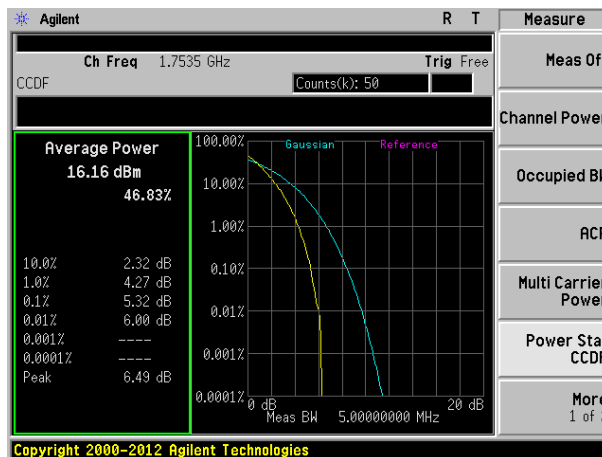 Agilent R T Measure
Ch Freq 1.7535 GHz Trig Free
CCDF Counts(k): 50
Meas Of
Channel Power
Occupied B
AC
Multi Carrier
Power
Power Sta
CCD
More
1 of
Average Power
16.16 dBm
46.83%
10.0% 2.32 dB
1.0% 4.27 dB
0.1% 5.32 dB
0.01% 6.00 dB
0.001% ----
0.0001% ----
Peak 6.49 dB
Gaussian Reference
100.00%
10.00%
1.00%
0.10%
0.01%
0.001%
0.0001%
0 dB 20 dB
Meas BW 5.00000000 MHz
Copyright 2000-2012 Agilent Technologies